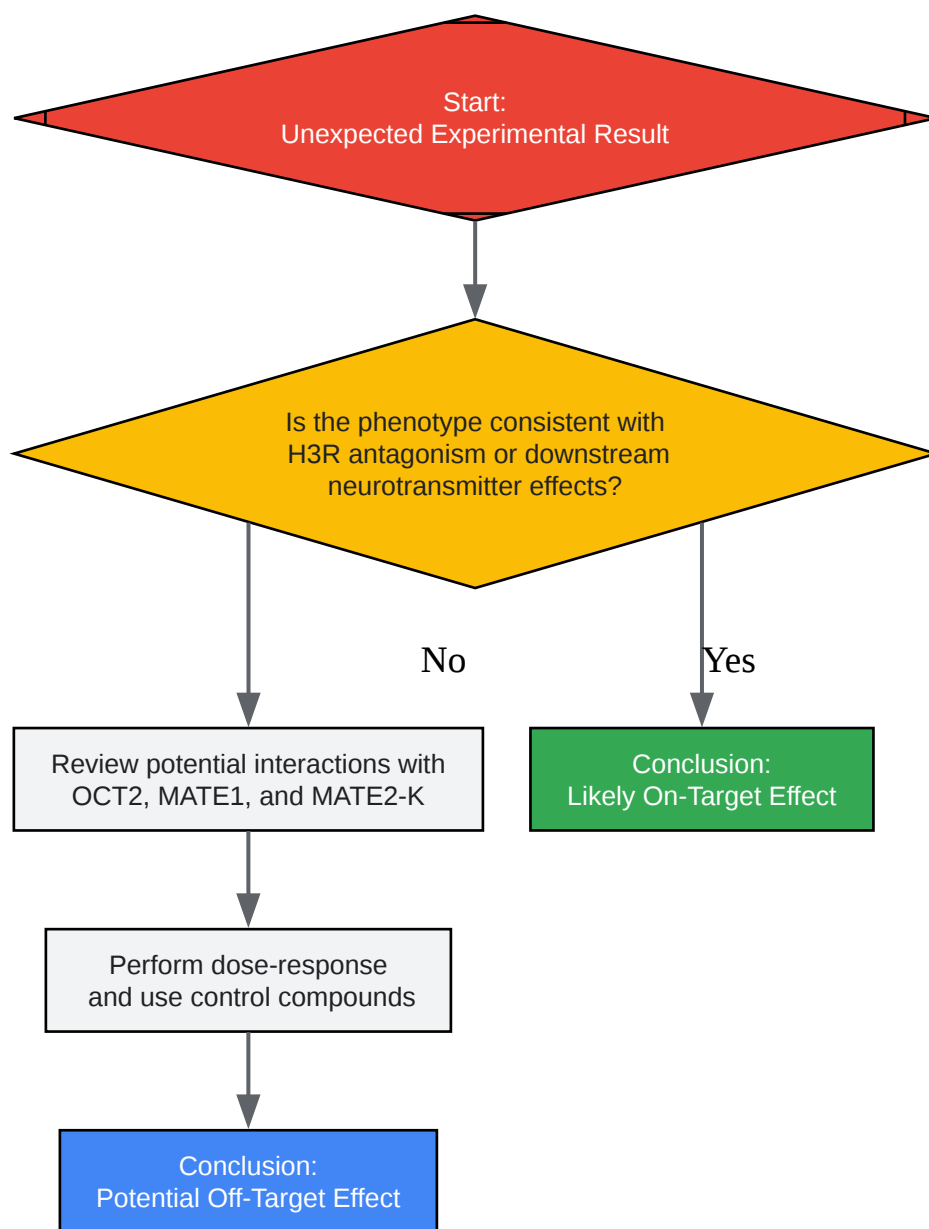 Start:
Unexpected Experimental Result
Is the phenotype consistent with
H3R antagonism or downstream
neurotransmitter effects?
No
Yes
Review potential interactions with
OCT2, MATE1, and MATE2-K
Conclusion:
Likely On-Target Effect
Perform dose-response
and use control compounds
Conclusion:
Potential Off-Target Effect